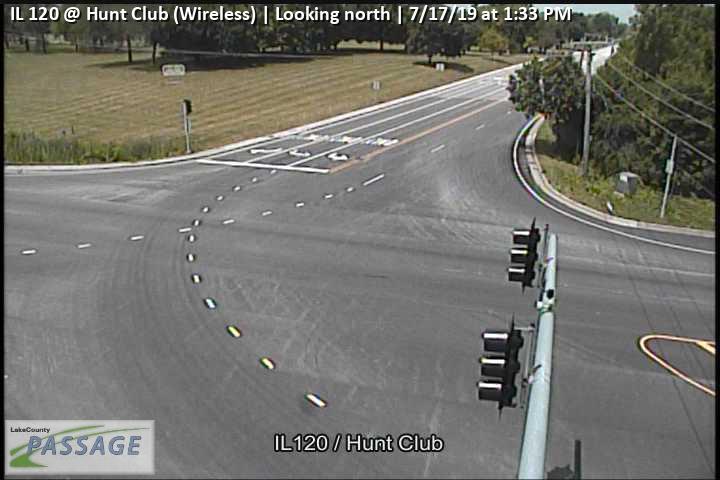 IL 120 @ Hunt Club (Wireless) | Looking north | 7/17/19 at 1:33 PM
IL120 / Hunt Club
LakeCounty
PASSAGE